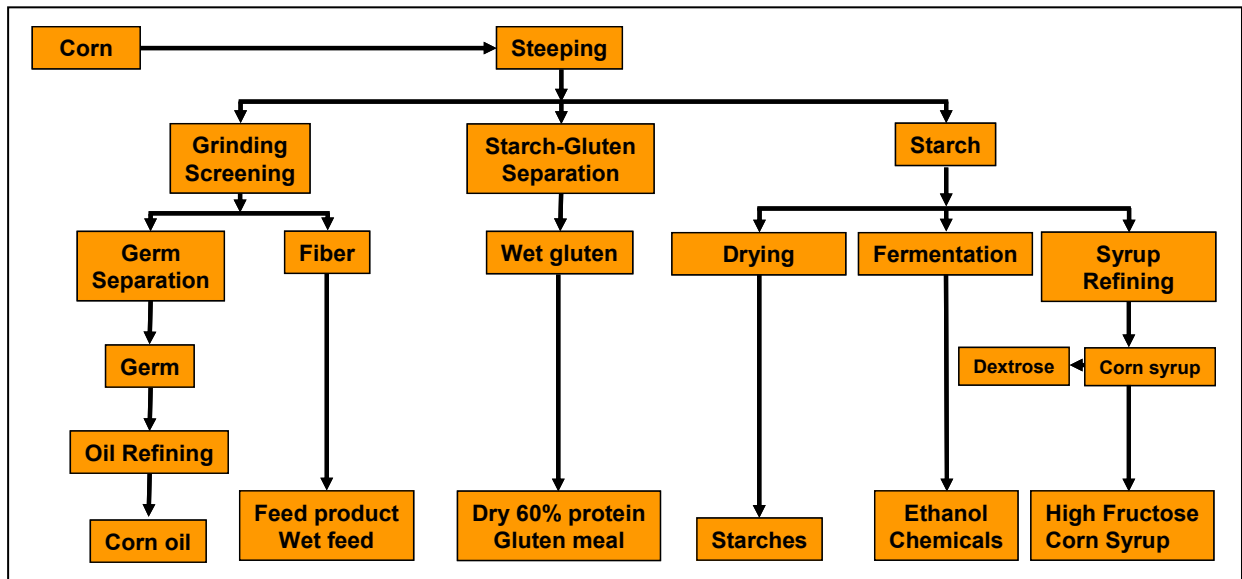 Corn
Steeping
Grinding
Screening
Starch-Gluten
Separation
Starch
Germ
Separation
Fiber
Wet gluten
Drying
Fermentation
Syrup
Refining
Germ
Dextrose
Corn syrup
Oil Refining
Corn oil
Feed product
Wet feed
Dry 60% protein
Gluten meal
Starches
Ethanol
Chemicals
High Fructose
Corn Syrup